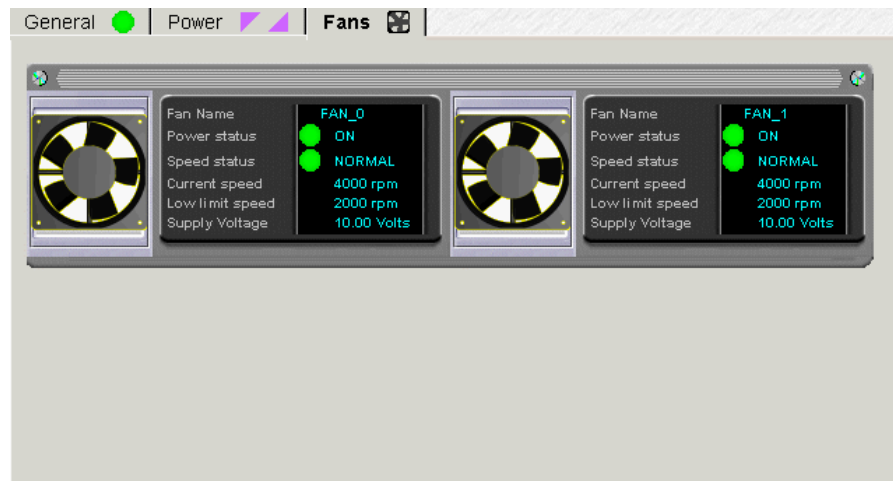 General Power Fans
Fan Name FAN_0
Power status ON
Speed status NORMAL
Current speed 4000 rpm
Low limit speed 2000 rpm
Supply Voltage 10.00 Volts
Fan Name FAN_1
Power status ON
Speed status NORMAL
Current speed 4000 rpm
Low limit speed 2000 rpm
Supply Voltage 10.00 Volts